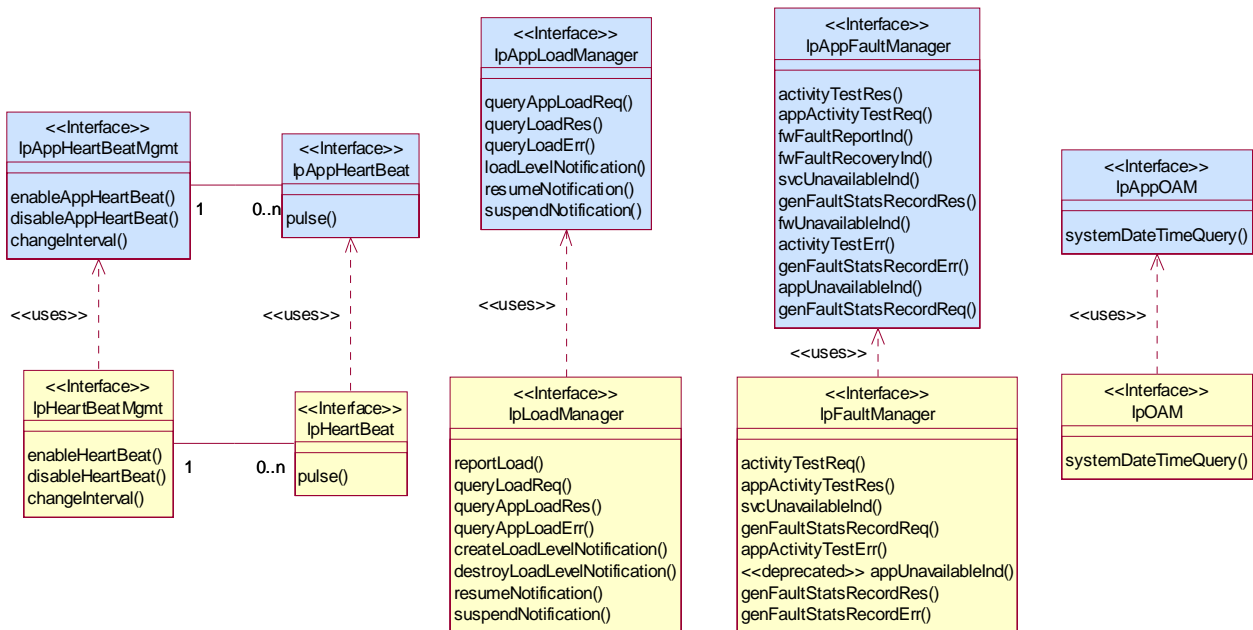 <<Interface>>
IpAppHeartBeatMgmt
enableAppHeartBeat()
disableAppHeartBeat()
changeInterval()
1
0..n
<<Interface>>
IpAppHeartBeat
pulse()
<<Interface>>
IpAppLoadManager
queryAppLoadReq()
queryLoadRes()
queryLoadErr()
loadLevelNotification()
resumeNotification()
suspendNotification()
<<Interface>>
IpAppFaultManager
activityTestRes()
appActivityTestReq()
fwFaultReportInd()
fwFaultRecoveryInd()
svcUnavailableInd()
genFaultStatsRecordRes()
fwUnavailableInd()
activityTestErr()
genFaultStatsRecordErr()
appUnavailableInd()
genFaultStatsRecordReq()
<<Interface>>
IpAppOAM
systemDateTimeQuery()
<<uses>>
<<uses>>
<<uses>>
<<uses>>
<<uses>>
<<Interface>>
IpHeartBeatMgmt
enableHeartBeat()
disableHeartBeat()
changeInterval()
1
0..n
<<Interface>>
IpHeartBeat
pulse()
<<Interface>>
IpLoadManager
reportLoad()
queryLoadReq()
queryAppLoadRes()
queryAppLoadErr()
createLoadLevelNotification()
destroyLoadLevelNotification()
resumeNotification()
suspendNotification()
<<Interface>>
IpFaultManager
activityTestReq()
appActivityTestRes()
svcUnavailableInd()
genFaultStatsRecordReq()
appActivityTestErr()
<<deprecated>> appUnavailableInd()
genFaultStatsRecordRes()
genFaultStatsRecordErr()
<<Interface>>
IpOAM
systemDateTimeQuery()